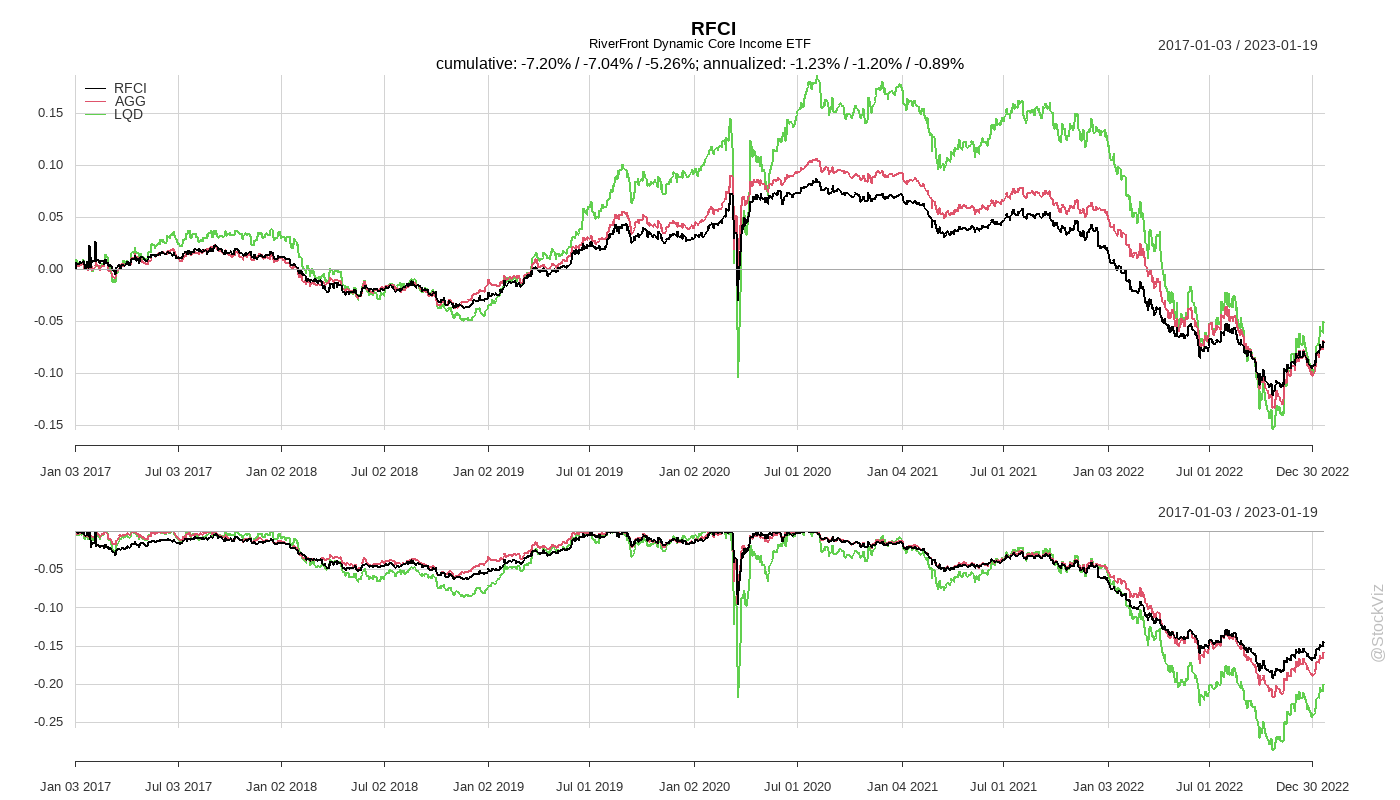 RFCI
RiverFront Dynamic Core Income ETF
2017-01-03 / 2023-01-19
cumulative: -7.20% / -7.04% / -5.26%; annualized: -1.23% / -1.20% / -0.89%
RFCI
AGG
LQD
0.15
0.10
0.05
0.00
-0.05
-0.10
-0.15
Jan 03 2017 Jul 03 2017 Jan 02 2018 Jul 02 2018 Jan 02 2019 Jul 01 2019 Jan 02 2020 Jul 01 2020 Jan 04 2021 Jul 01 2021 Jan 03 2022 Jul 01 2022 Dec 30 2022
2017-01-03 / 2023-01-19
-0.05
-0.10
-0.15
-0.20
-0.25
Jan 03 2017 Jul 03 2017 Jan 02 2018 Jul 02 2018 Jan 02 2019 Jul 01 2019 Jan 02 2020 Jul 01 2020 Jan 04 2021 Jul 01 2021 Jan 03 2022 Jul 01 2022 Dec 30 2022
@StockViz